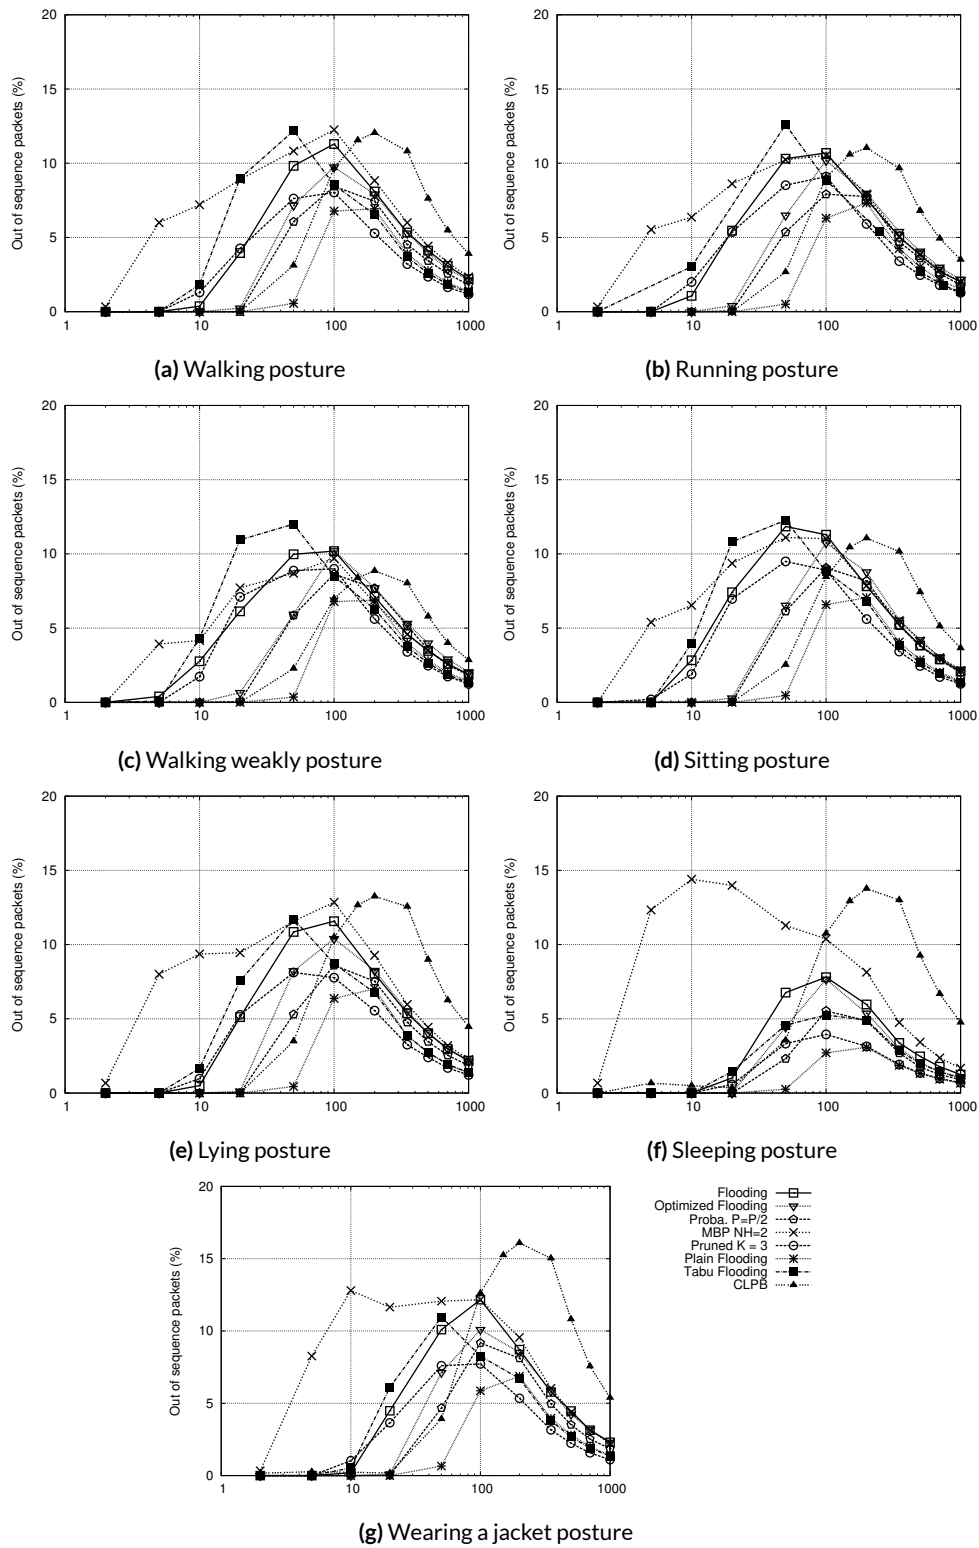 20
15
10
5
0
1 10 100 1000
Out of sequence packets (%)
(a) Walking posture
20
15
10
5
0
1 10 100 1000
Out of sequence packets (%)
(b) Running posture
20
15
10
5
0
1 10 100 1000
Out of sequence packets (%)
(c) Walking weakly posture
20
15
10
5
0
1 10 100 1000
Out of sequence packets (%)
(d) Sitting posture
20
15
10
5
0
1 10 100 1000
Out of sequence packets (%)
(e) Lying posture
20
15
10
5
0
1 10 100 1000
Out of sequence packets (%)
(f) Sleeping posture
20
15
10
5
0
1 10 100 1000
Out of sequence packets (%)
(g) Wearing a jacket posture
Flooding
Optimized Flooding
Proba. P=P/2
MBP NH=2
Pruned K = 3
Plain Flooding
Tabu Flooding
CLPB